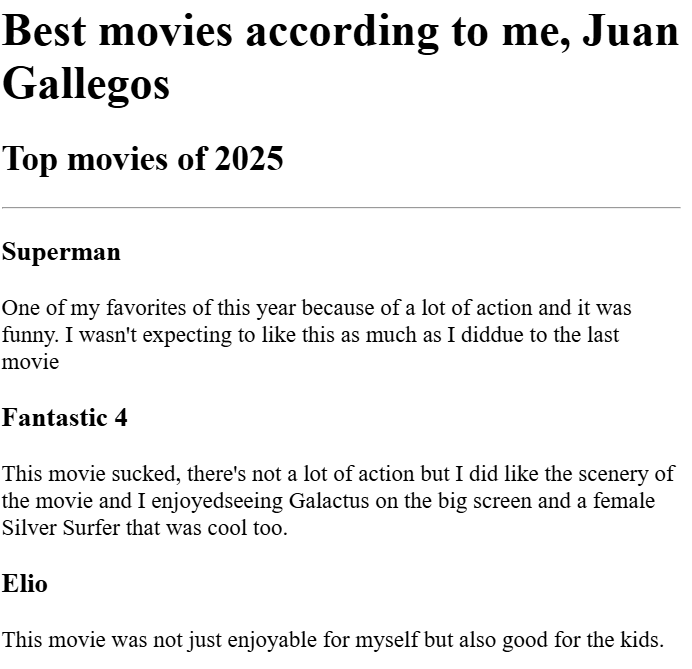 Best movies according to me, Juan
Gallegos
Top movies of 2025
Superman
One of my favorites of this year because of a lot of action and it was
funny. I wasn't expecting to like this as much as I diddue to the last
movie
Fantastic 4
This movie sucked, there's not a lot of action but I did like the scenery of
the movie and I enjoyedseeing Galactus on the big screen and a female
Silver Surfer that was cool too.
Elio
This movie was not just enjoyable for myself but also good for the kids.